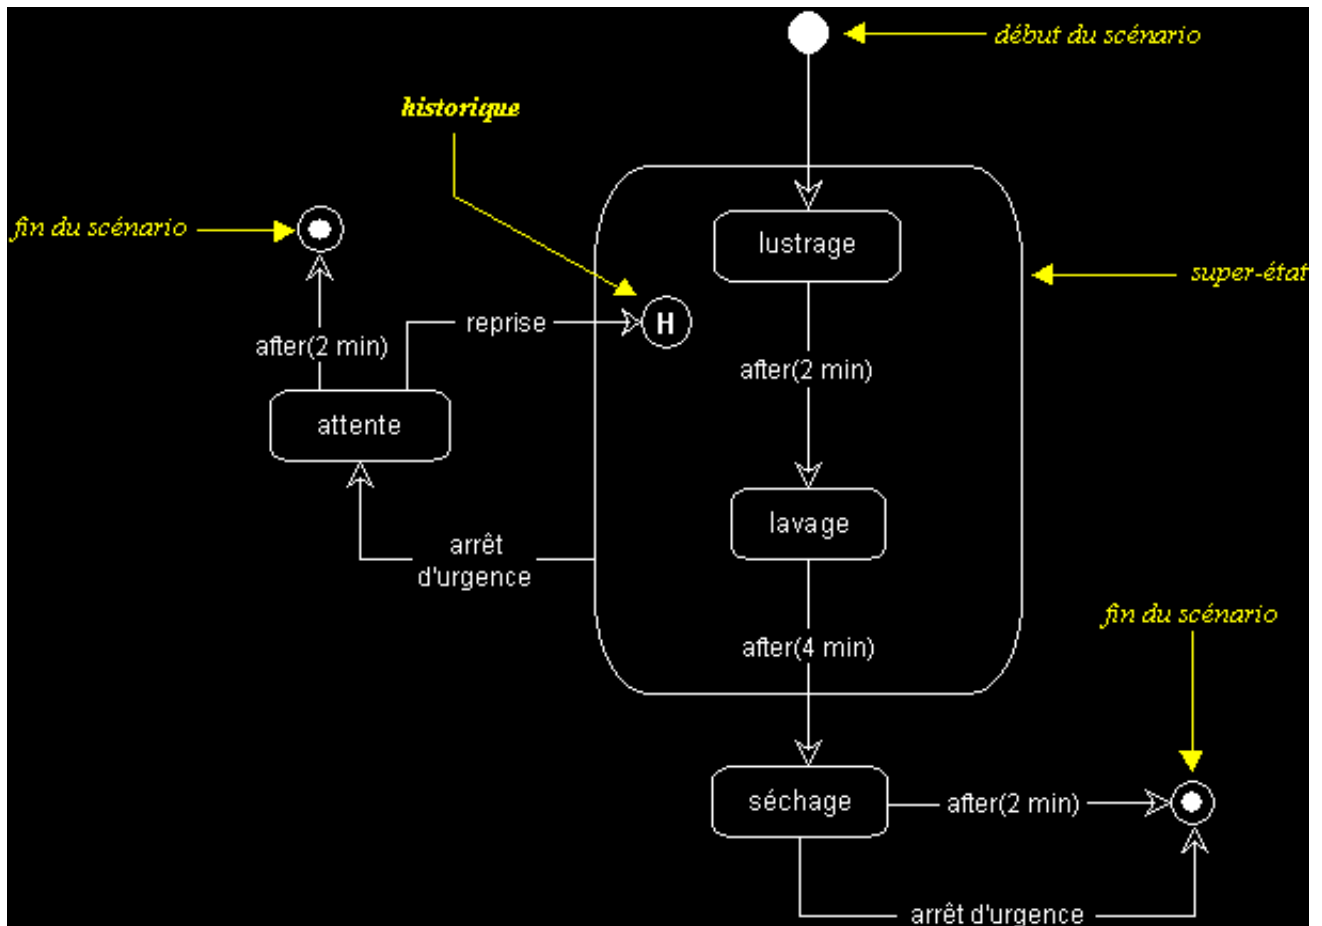 début du scénario
historique
fin du scénario
lustrage
super-état
reprise
H
after(2 min)
after(2 min)
attente
lavage
arrêt
d'urgence
fin du scénario
after(4 min)
séchage
after(2 min)
arrêt d'urgence